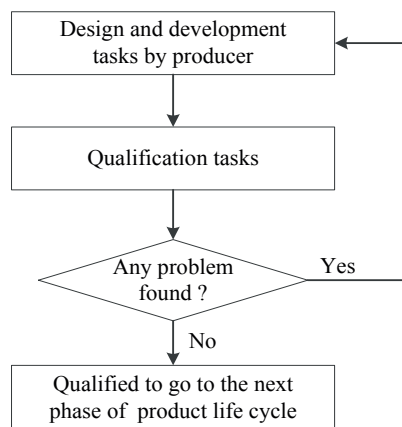 Design and development
tasks by producer
Qualification tasks
Any problem
found ?
Yes
No
Qualified to go to the next
phase of product life cycle